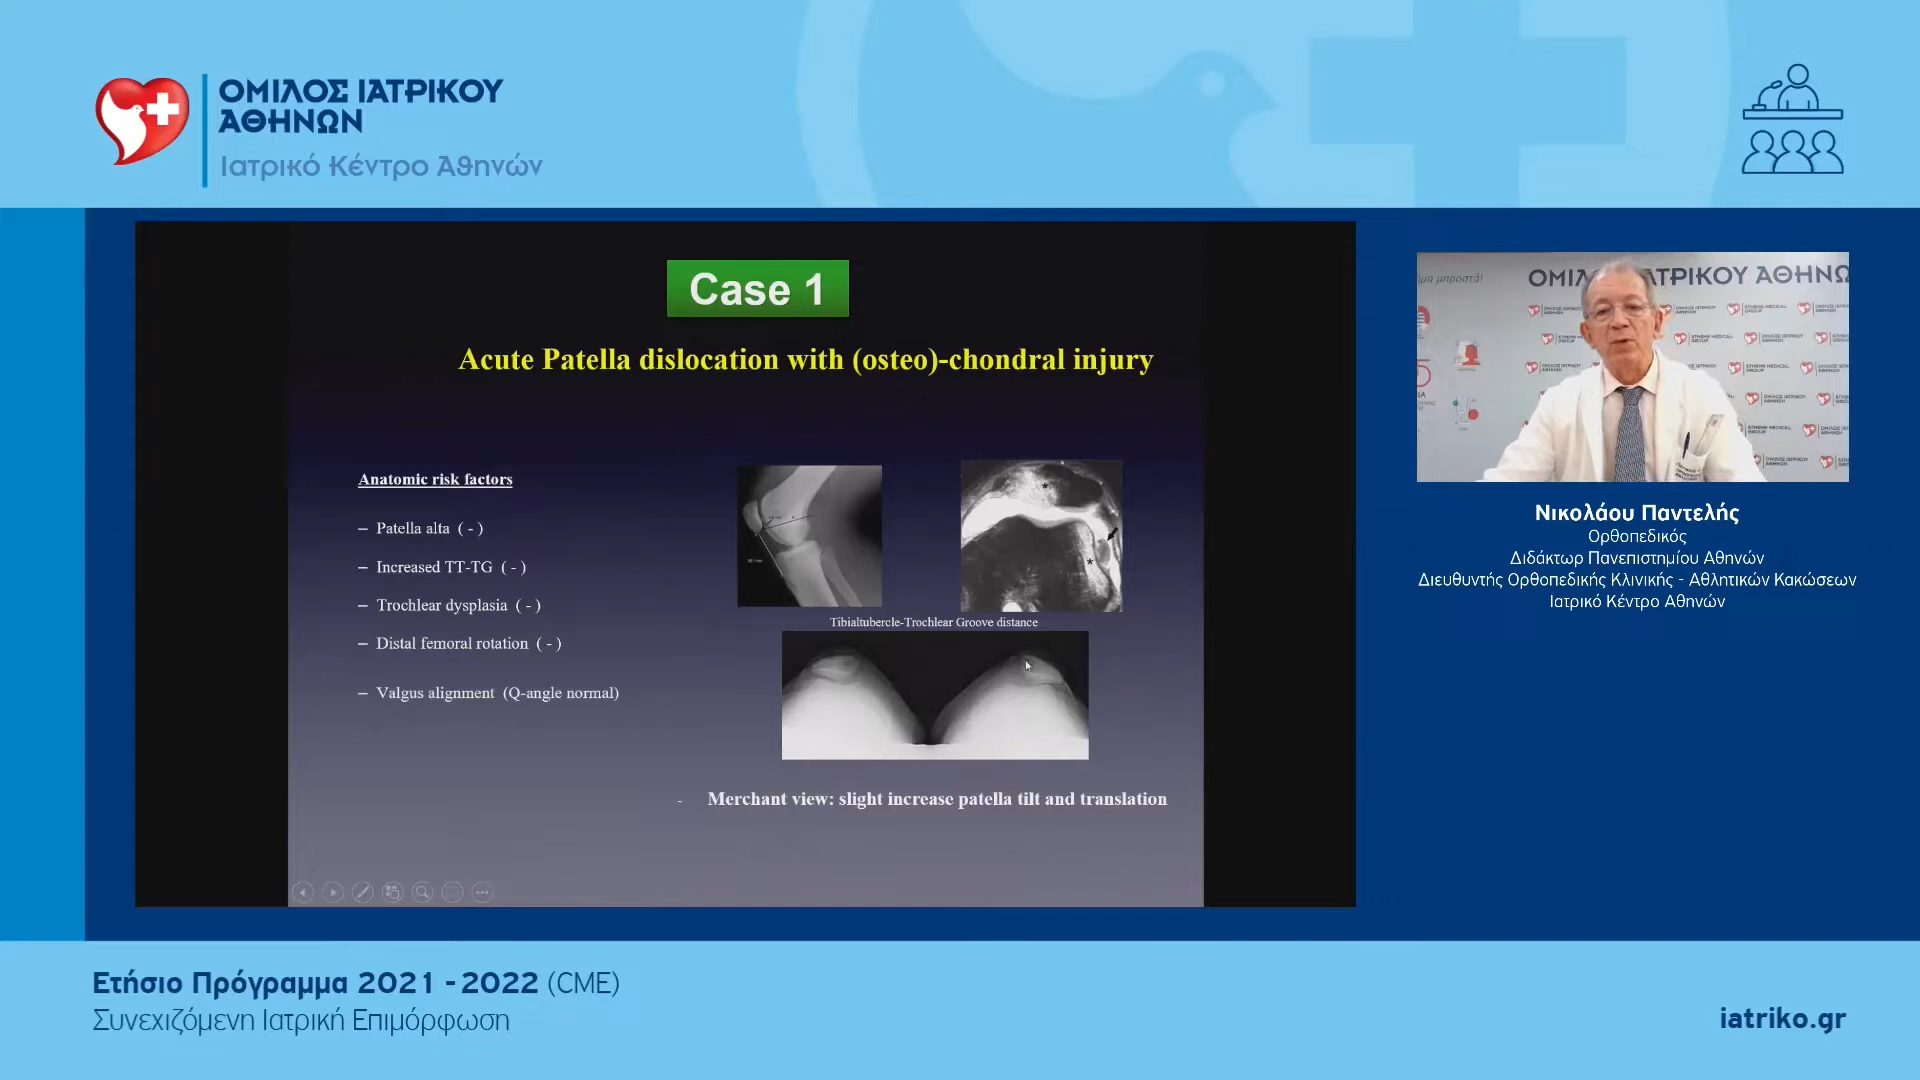 ΟΜΙΛΟΣ ΙΑΤΡΙΚΟΥ
ΑΘΗΝΩΝ
Ιατρικό Κέντρο Αθηνών
Case 1
Acute Patella dislocation with (osteo)-chondral injury
Anatomic risk factors
– Patella alta ( - )
– Increased TT-TG ( - )
– Trochlear dysplasia ( - )
– Distal femoral rotation ( - )
– Valgus alignment (Q-angle normal)
Tibialtubercle-Trochlear Groove distance
- Merchant view: slight increase patella tilt and translation
Νικολάου Παντελής
Ορθοπεδικός
Διδάκτωρ Πανεπιστημίου Αθηνών
Διευθυντής Ορθοπεδικής Κλινικής - Αθλητικών Κακώσεων
Ιατρικό Κέντρο Αθηνών
Ετήσιο Πρόγραμμα 2021 - 2022 (CME)
Συνεχιζόμενη Ιατρική Επιμόρφωση
iatriko.gr